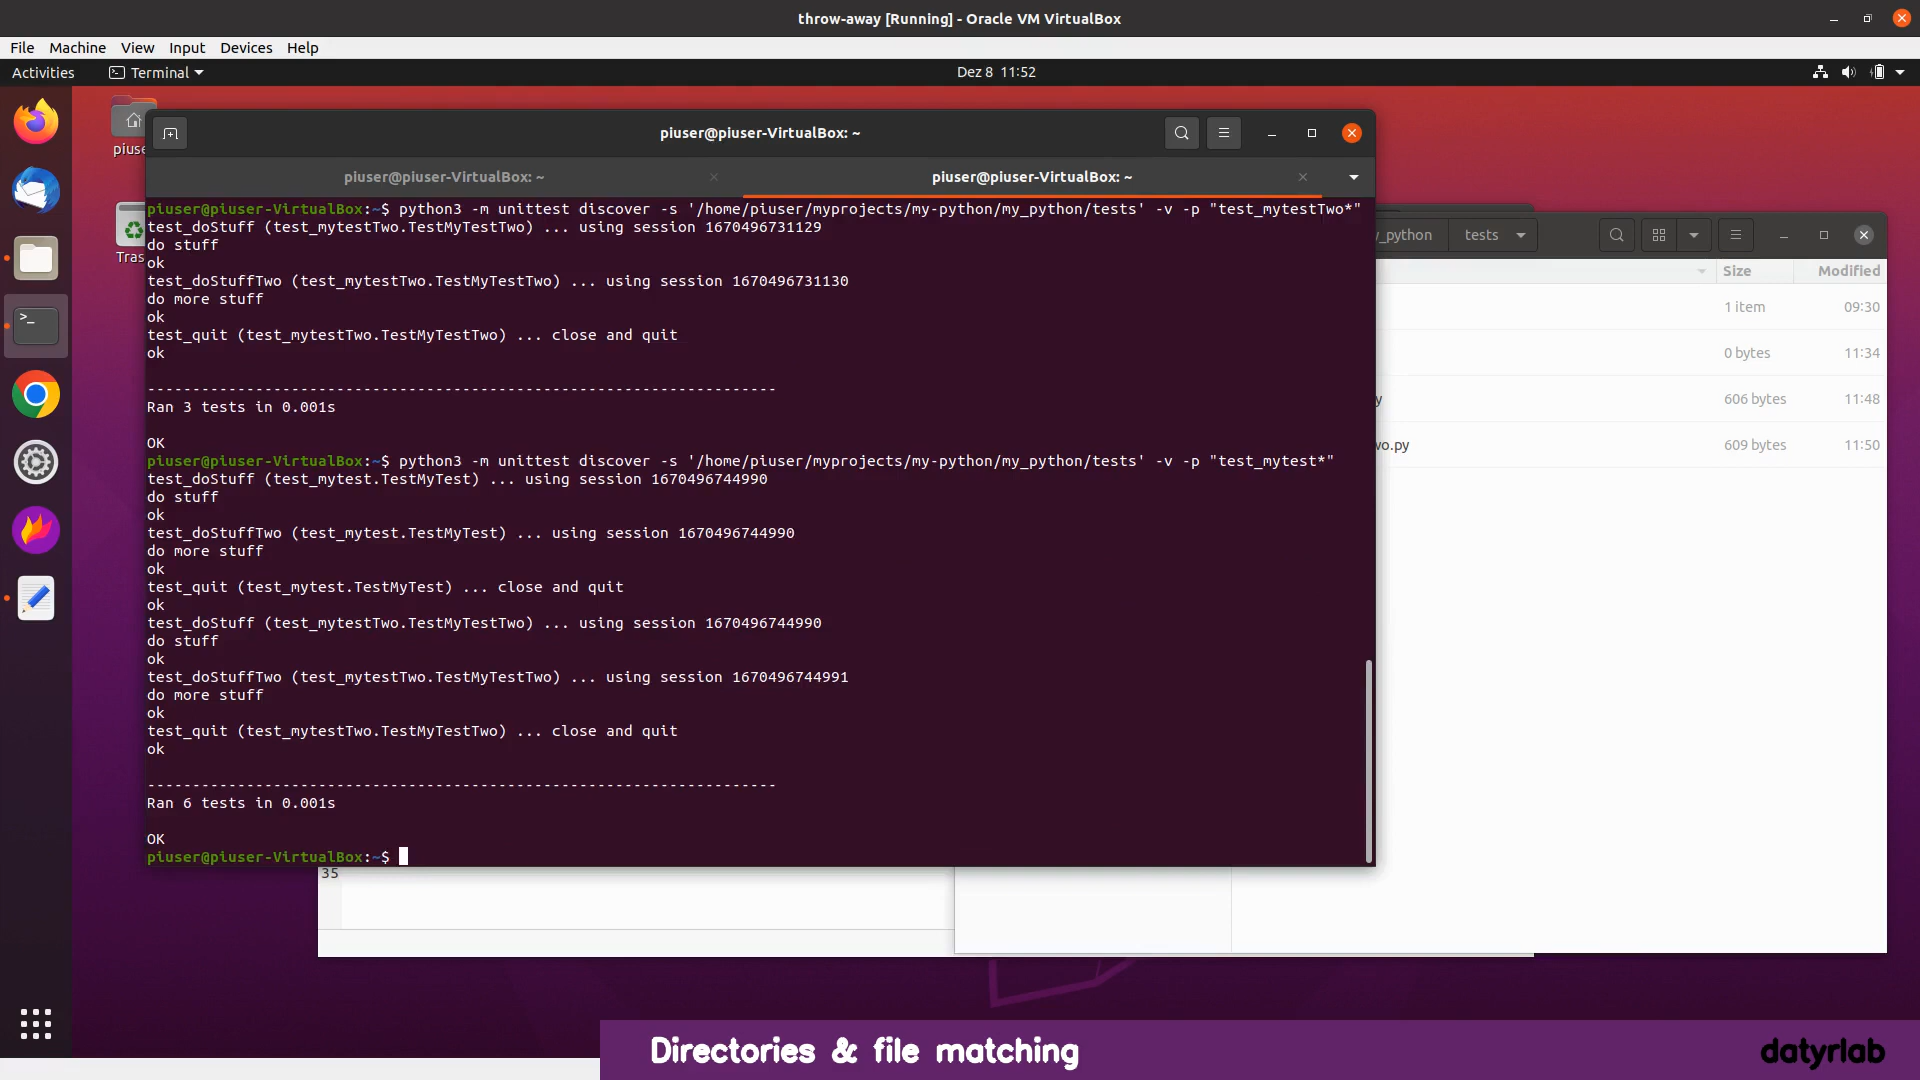 throw-away [Running] - Oracle VM VirtualBox
File Machine View Input Devices Help
Activities Terminal Dez 8 11:52
piuse
Tras
piuser@piuser-VirtualBox: ~
piuser@piuser-VirtualBox: ~ piuser@piuser-VirtualBox: ~
piuser@piuser-VirtualBox:~$ python3 -m unittest discover -s '/home/piuser/myprojects/my-python/my_python/tests' -v -p "test_mytestTwo*"
test_doStuff (test_mytestTwo.TestMyTestTwo) ... using session 1670496731129
do stuff
ok
test_doStuffTwo (test_mytestTwo.TestMyTestTwo) ... using session 1670496731130
do more stuff
ok
test_quit (test_mytestTwo.TestMyTestTwo) ... close and quit
ok
----------------------------------------------------------------------
Ran 3 tests in 0.001s
OK
piuser@piuser-VirtualBox:~$ python3 -m unittest discover -s '/home/piuser/myprojects/my-python/my_python/tests' -v -p "test_mytest*"
test_doStuff (test_mytest.TestMyTest) ... using session 1670496744990
do stuff
ok
test_doStuffTwo (test_mytest.TestMyTest) ... using session 1670496744990
do more stuff
ok
test_quit (test_mytest.TestMyTest) ... close and quit
ok
test_doStuff (test_mytestTwo.TestMyTestTwo) ... using session 1670496744990
do stuff
ok
test_doStuffTwo (test_mytestTwo.TestMyTestTwo) ... using session 1670496744991
do more stuff
ok
test_quit (test_mytestTwo.TestMyTestTwo) ... close and quit
ok
----------------------------------------------------------------------
Ran 6 tests in 0.001s
OK
piuser@piuser-VirtualBox:~$
y_python tests
Size Modified
1 item 09:30
0 bytes 11:34
y 606 bytes 11:48
wo.py 609 bytes 11:50
35
Directories & file matching
datyrlab